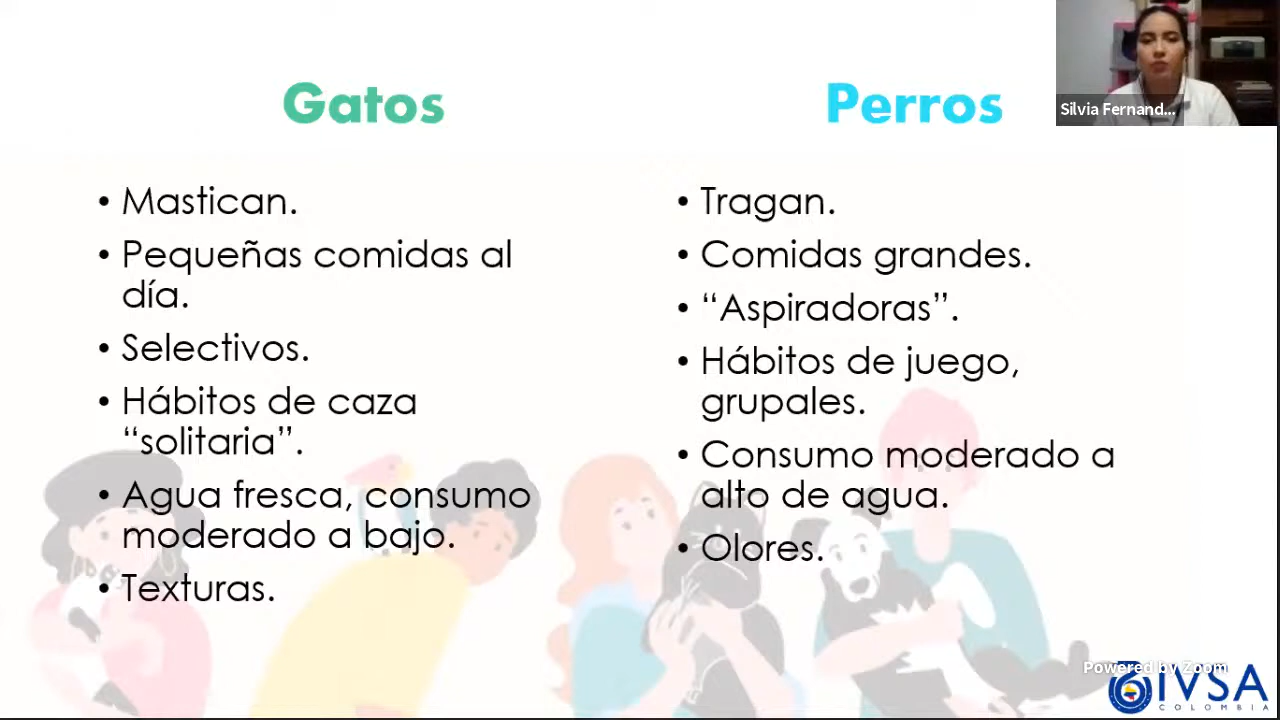 Gatos
• Mastican.
• Pequeñas comidas al
día.
• Selectivos.
• Hábitos de caza
“solitaria”.
• Agua fresca, consumo
moderado a bajo.
• Texturas.
Perros
• Tragan.
• Comidas grandes.
• “Aspiradoras”.
• Hábitos de juego,
grupales.
• Consumo moderado a
alto de agua.
• Olores.
Silvia Fernand...
Powered by Zoom
IVSA
COLOMBIA